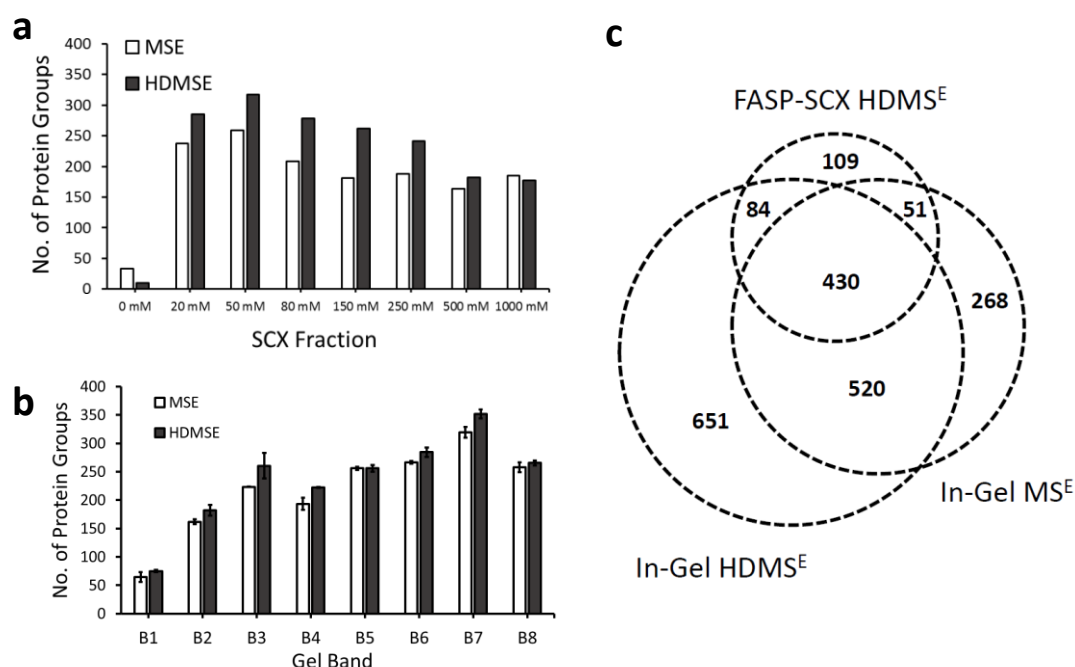 a
400
350
300
250
200
150
100
50
0
No. of Protein Groups
MSE
HDMSE
0 mM 20 mM 50 mM 80 mM 150 mM 250 mM 500 mM 1000 mM
SCX Fraction
b
400
350
300
250
200
150
100
50
0
No. of Protein Groups
MSE
HDMSE
B1 B2 B3 B4 B5 B6 B7 B8
Gel Band
c
FASP-SCX HDMSᴱ
109
84 51
430
268
520
651
In-Gel MSᴱ
In-Gel HDMSᴱ